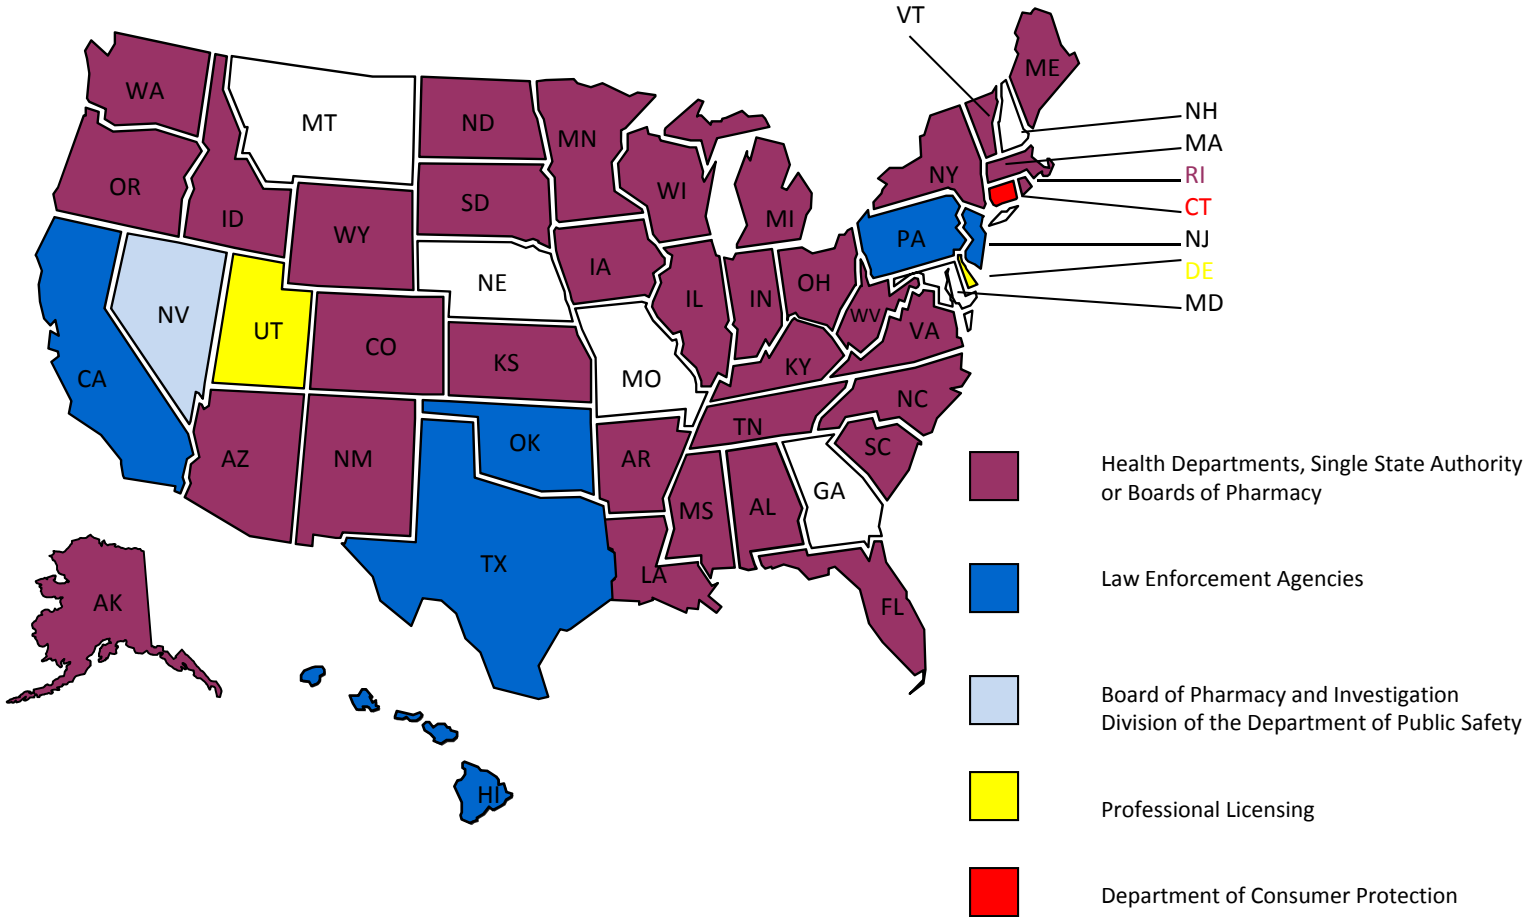 VT
ME
WA
MT
ND
MN
NH
MA
OR
ID
SD
WI
NY
RI
MI
CT
WY
PA
NJ
IA
DE
NE
OH
IL
IN
MD
NV
WV
UT
VA
CO
KS
KY
CA
MO
NC
TN
OK
SC
AZ
NM
AR
GA
MS
AL
Health Departments, Single State Authority
or Boards of Pharmacy
TX
LA
Law Enforcement Agencies
AK
FL
Board of Pharmacy and Investigation
Division of the Department of Public Safety
HI
Professional Licensing
Department of Consumer Protection